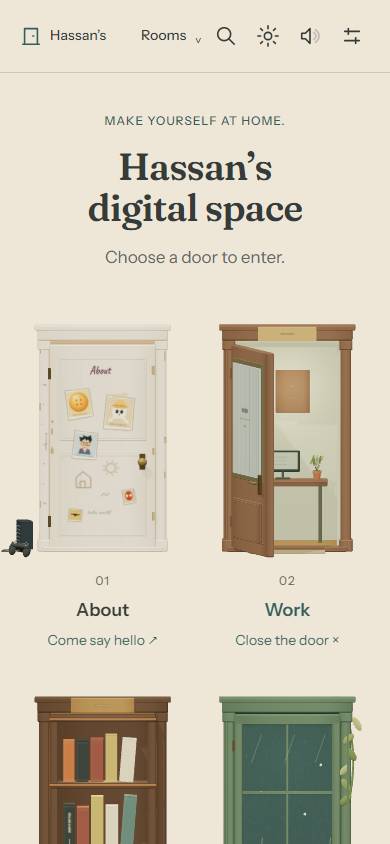 Hassan’s
Rooms
MAKE YOURSELF AT HOME.
Hassan’s
digital space
Choose a door to enter.
About
01
02
About
Work
Come say hello ↗
Close the door ×